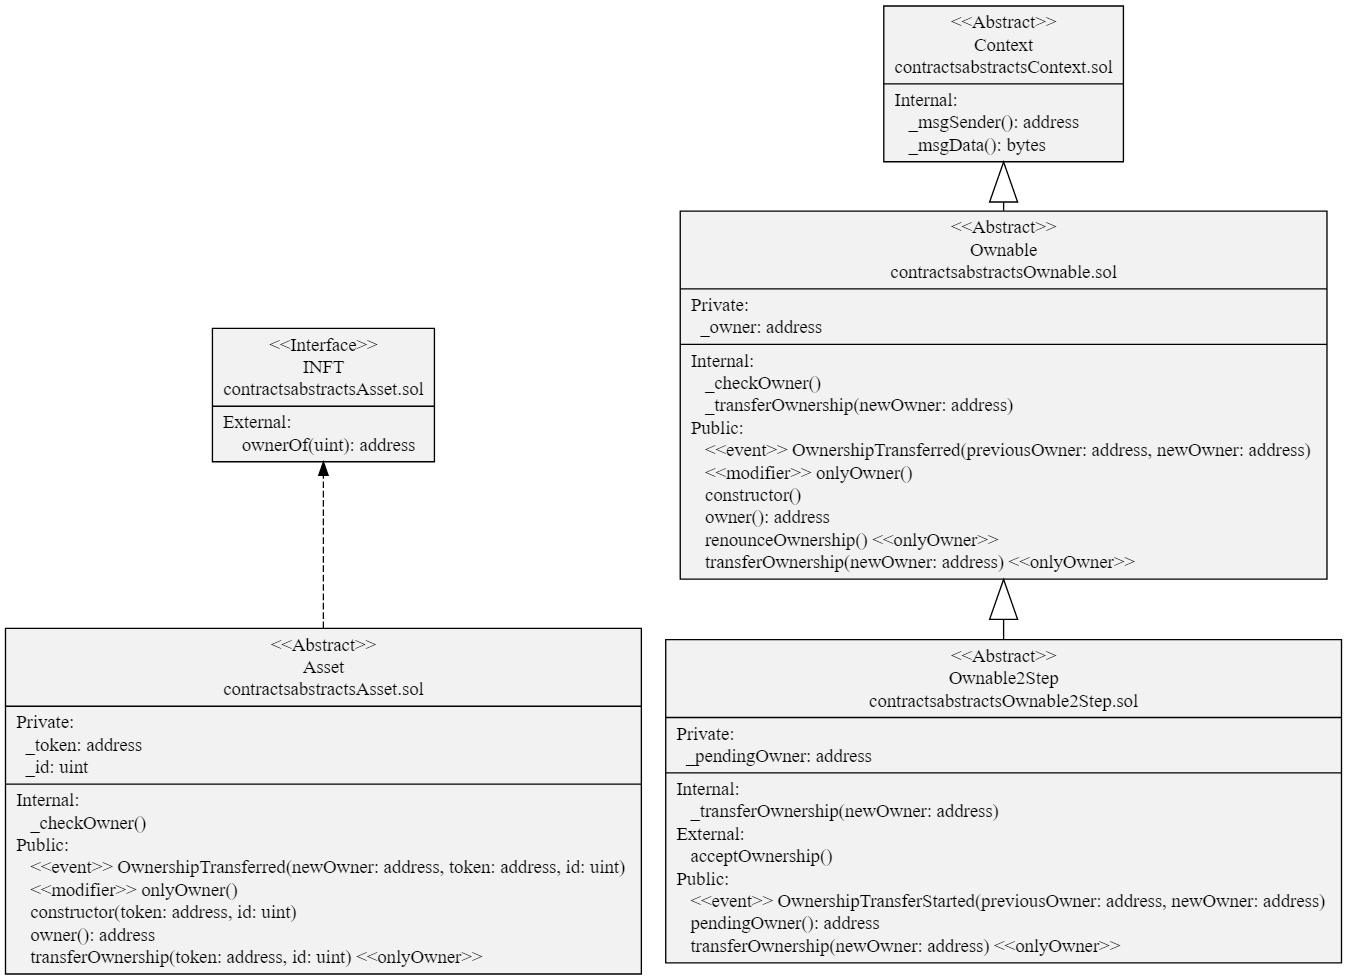 <<Abstract>>
Context
contractsabstractsContext.sol
Internal:
_msgSender(): address
_msgData(): bytes
<<Abstract>>
Ownable
contractsabstractsOwnable.sol
Private:
_owner: address
Internal:
_checkOwner()
_transferOwnership(newOwner: address)
Public:
<<event>> OwnershipTransferred(previousOwner: address, newOwner: address)
<<modifier>> onlyOwner()
constructor()
owner(): address
renounceOwnership() <<onlyOwner>>
transferOwnership(newOwner: address) <<onlyOwner>>
<<Interface>>
INFT
contractsabstractsAsset.sol
External:
ownerOf(uint): address
<<Abstract>>
Asset
contractsabstractsAsset.sol
Private:
_token: address
_id: uint
Internal:
_checkOwner()
Public:
<<event>> OwnershipTransferred(newOwner: address, token: address, id: uint)
<<modifier>> onlyOwner()
constructor(token: address, id: uint)
owner(): address
transferOwnership(token: address, id: uint) <<onlyOwner>>
<<Abstract>>
Ownable2Step
contractsabstractsOwnable2Step.sol
Private:
_pendingOwner: address
Internal:
_transferOwnership(newOwner: address)
External:
acceptOwnership()
Public:
<<event>> OwnershipTransferStarted(previousOwner: address, newOwner: address)
pendingOwner(): address
transferOwnership(newOwner: address) <<onlyOwner>>